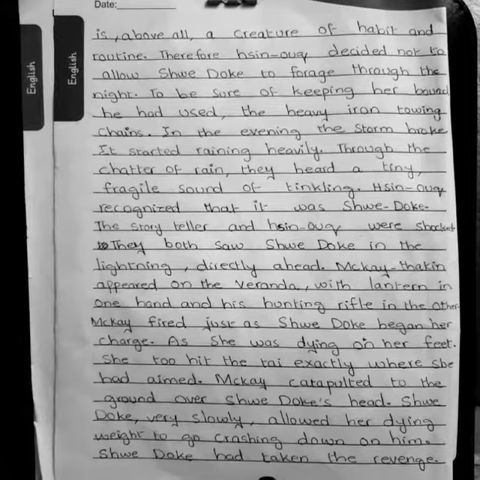 Date:
English
English
is, above all, a creature of habit and
routine. Therefore hsin-ouq decided not to
allow Shwe Doke to forage through the
night. To be sure of keeping her bound
he had used, the heavy iron towing
chains. In the evening the storm broke
It started raining heavily. Through the
chatter of rain, they heard a tiny,
fragile sound of tinkling. Hsin-ouq
recognized that it was Shwe-Doke.
The story teller and hsin-ouq were shocked
They both saw Shwe Doke in the
lightning, directly ahead. Mckay-thakin
appeared on the Veranda, with lantern in
one hand and his hunting rifle in the other
Mckay fired just as Shwe Doke began her
charge. As She was dying on her feet.
She too hit the tai exactly where she
had aimed. Mckay catapulted to the
ground over Shwe Doke's head. Shwe
Doke, very slowly, allowed her dying
weight to go crashing down on him.
Shwe Doke had taken the revenge.